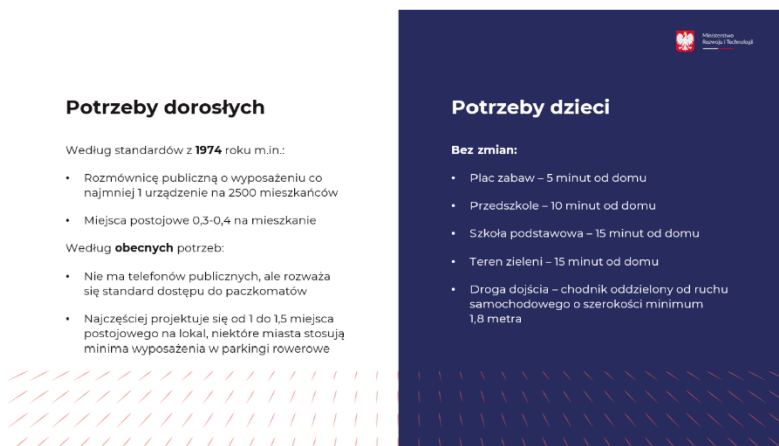 Ministerstwo
Rozwoju i Technologii
Potrzeby dorosłych
Według standardów z 1974 roku m.in.:
• Rozmównicę publiczną o wyposażeniu co
najmniej 1 urządzenie na 2500 mieszkańców
• Miejsca postojowe 0,3-0,4 na mieszkanie
Według obecnych potrzeb:
• Nie ma telefonów publicznych, ale rozważa
się standard dostępu do paczkomatów
• Najczęściej projektuje się od 1 do 1,5 miejsca
postojowego na lokal, niektóre miasta stosują
minima wyposażenia w parkingi rowerowe
Potrzeby dzieci
Bez zmian:
• Plac zabaw – 5 minut od domu
• Przedszkole – 10 minut od domu
• Szkoła podstawowa – 15 minut od domu
• Teren zieleni – 15 minut od domu
• Droga dojścia – chodnik oddzielony od ruchu
samochodowego o szerokości minimum
1,8 metra